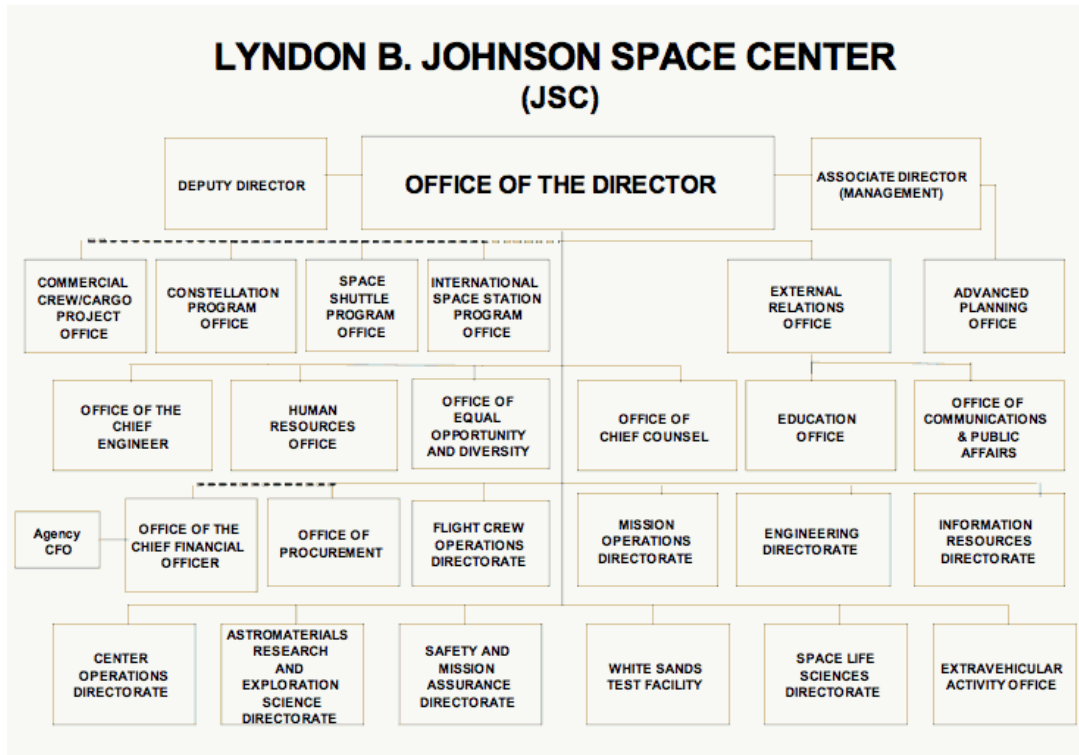 LYNDON B. JOHNSON SPACE CENTER
(JSC)
DEPUTY DIRECTOR
OFFICE OF THE DIRECTOR
ASSOCIATE DIRECTOR
(MANAGEMENT)
COMMERCIAL
CREW/CARGO
PROJECT
OFFICE
CONSTELLATION
PROGRAM
OFFICE
SPACE
SHUTTLE
PROGRAM
OFFICE
INTERNATIONAL
SPACE STATION
PROGRAM
OFFICE
EXTERNAL
RELATIONS
OFFICE
ADVANCED
PLANNING
OFFICE
OFFICE OF THE
CHIEF
ENGINEER
HUMAN
RESOURCES
OFFICE
OFFICE OF
EQUAL
OPPORTUNITY
AND DIVERSITY
OFFICE OF
CHIEF COUNSEL
EDUCATION
OFFICE
OFFICE OF
COMMUNICATIONS
& PUBLIC
AFFAIRS
Agency
CFO
OFFICE OF THE
CHIEF FINANCIAL
OFFICER
OFFICE OF
PROCUREMENT
FLIGHT CREW
OPERATIONS
DIRECTORATE
MISSION
OPERATIONS
DIRECTORATE
ENGINEERING
DIRECTORATE
INFORMATION
RESOURCES
DIRECTORATE
CENTER
OPERATIONS
DIRECTORATE
ASTROMATERIALS
RESEARCH
AND
EXPLORATION
SCIENCE
DIRECTORATE
SAFETY AND
MISSION
ASSURANCE
DIRECTORATE
WHITE SANDS
TEST FACILITY
SPACE LIFE
SCIENCES
DIRECTORATE
EXTRAVEHICULAR
ACTIVITY OFFICE